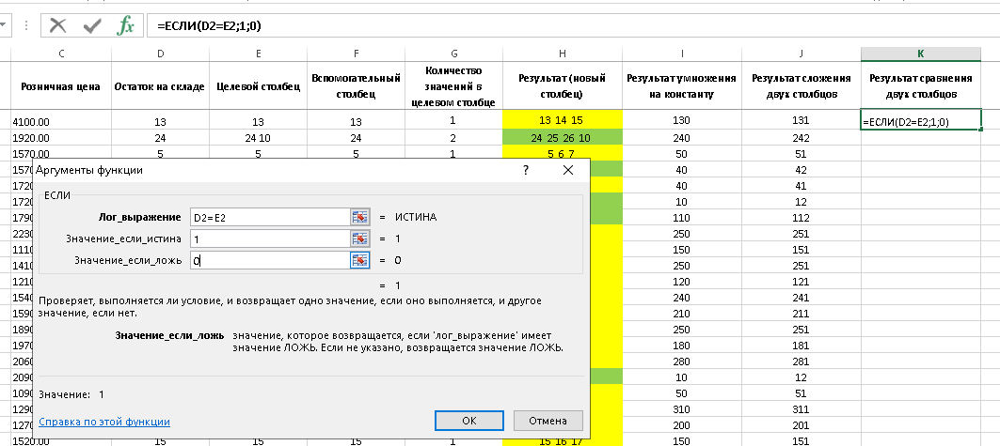 =ЕСЛИ(D2=E2;1;0)
C D E F G H I J K
Розничная цена Остаток на складе Целевой столбец Вспомогательный столбец Количество значений в целевом столбце Результат (новый столбец) Результат умножения на константу Результат сложения двух столбцов Результат сравнения двух столбцов
4100.00 13 13 13 1 13 14 15 130 131 =ЕСЛИ(D2=E2;1;0)
1920.00 24 24 10 24 2 24 25 26 10 240 242
1570.00 5 5 5 1 5 6 7 50 51
Аргументы функции ? 40 42
1720 40 41
ЕСЛИ
1720 10 12
Лог_выражение D2=E2 = ИСТИНА
1790 110 112
Значение_если_истина 1 = 1
2230 250 251
1110 150 151
Значение_если_ложь 0 = 0
1410 250 251
= 1
1210 120 121
Проверяет, выполняется ли условие, и возвращает одно значение, если оно выполняется, и другое
значение, если нет.
1540 240 241
1590 210 211
Значение_если_ложь значение, которое возвращается, если 'лог_выражение' имеет
значение ЛОЖЬ. Если не указано, возвращается значение ЛОЖЬ.
1890 250 251
1970 180 181
2060 280 281
2090 10 12
Значение: 1
1090 50 51
1290 310 311
Справка по этой функции ОК Отмена
1270 200 201
1520.00 15 15 15 1 15 16 17 150 151